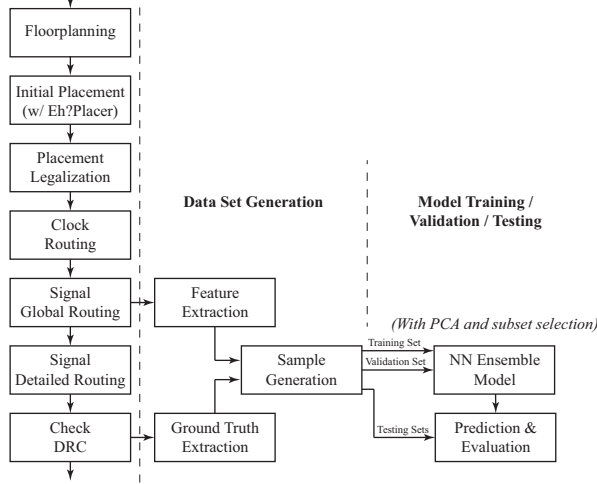 Floorplanning
Initial Placement
(w/ Eh?Placer)
Placement
Legalization
Clock
Routing
Signal
Global Routing
Signal
Detailed Routing
Check
DRC
Data Set Generation
Feature
Extraction
Ground Truth
Extraction
Sample
Generation
Model Training /
Validation / Testing
(With PCA and subset selection)
Training Set
Validation Set
Testing Sets
NN Ensemble
Model
Prediction &
Evaluation